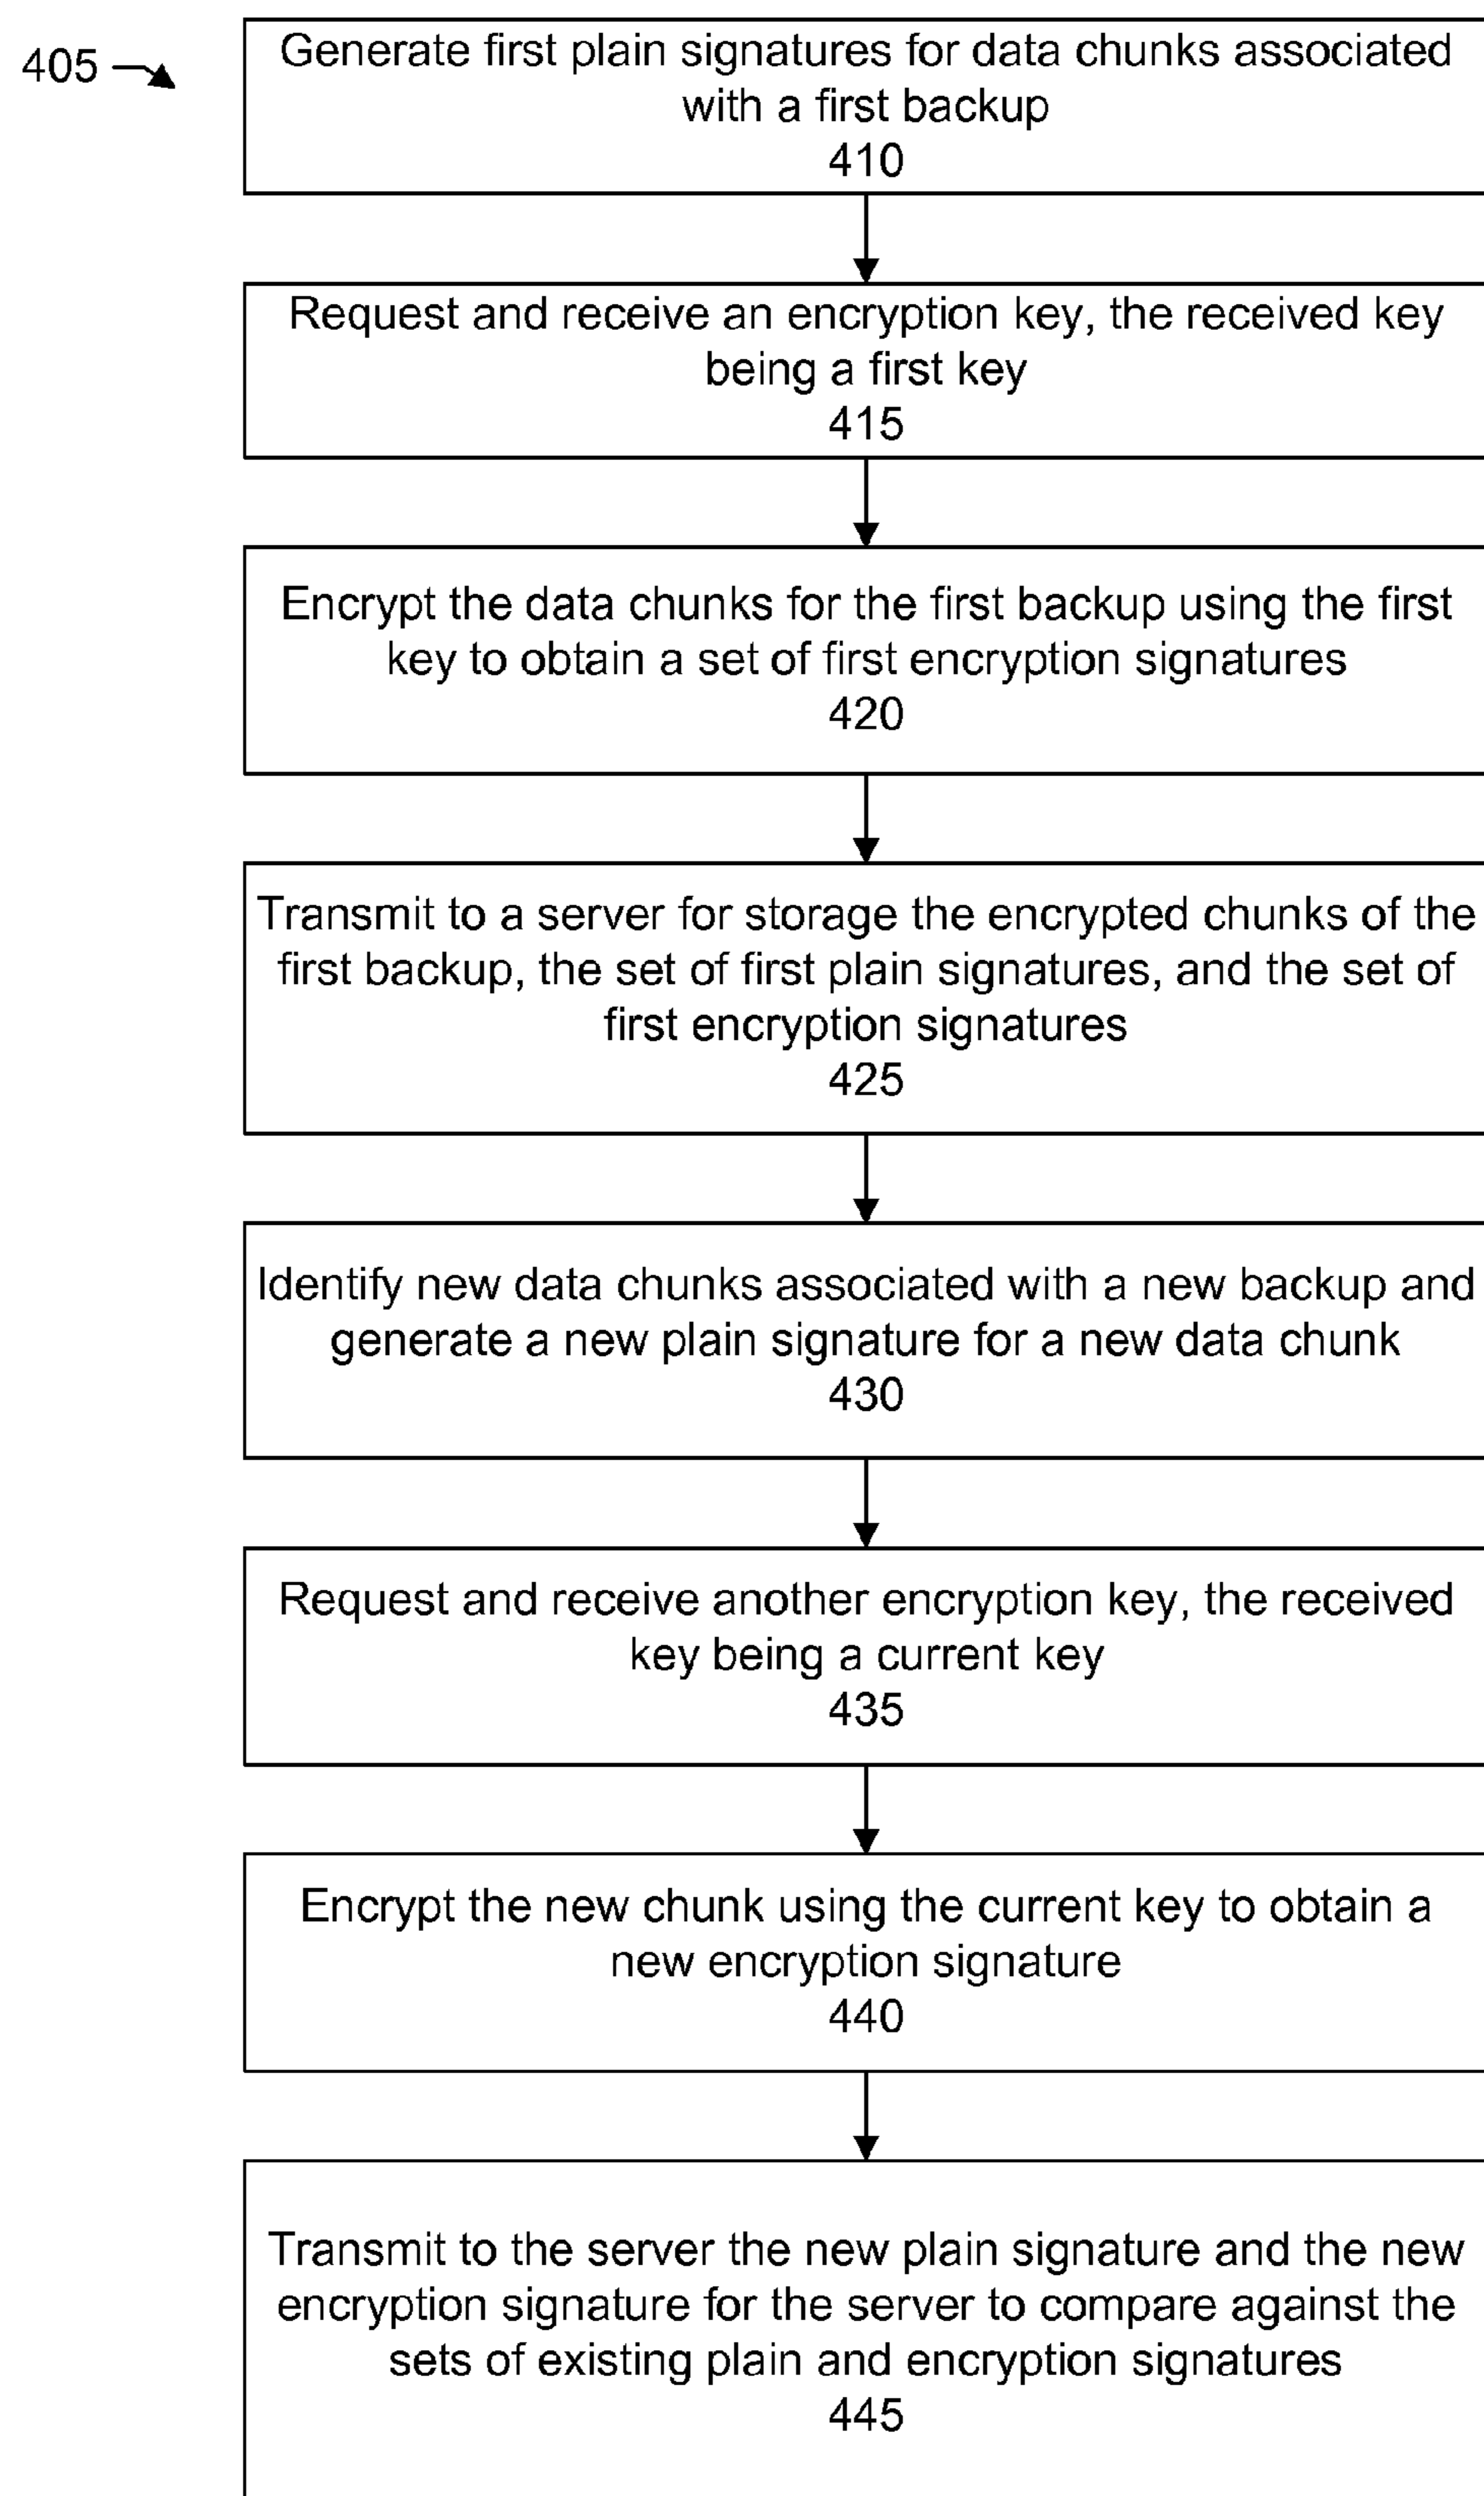 405
Generate first plain signatures for data chunks associated
with a first backup
410
Request and receive an encryption key, the received key
being a first key
415
Encrypt the data chunks for the first backup using the first
key to obtain a set of first encryption signatures
420
Transmit to a server for storage the encrypted chunks of the
first backup, the set of first plain signatures, and the set of
first encryption signatures
425
Identify new data chunks associated with a new backup and
generate a new plain signature for a new data chunk
430
Request and receive another encryption key, the received
key being a current key
435
Encrypt the new chunk using the current key to obtain a
new encryption signature
440
Transmit to the server the new plain signature and the new
encryption signature for the server to compare against the
sets of existing plain and encryption signatures
445